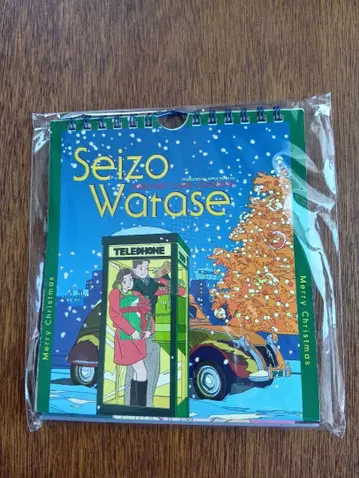 Seizo
Watase
TELEPHONE
Merry Christmas
Merry Christmas